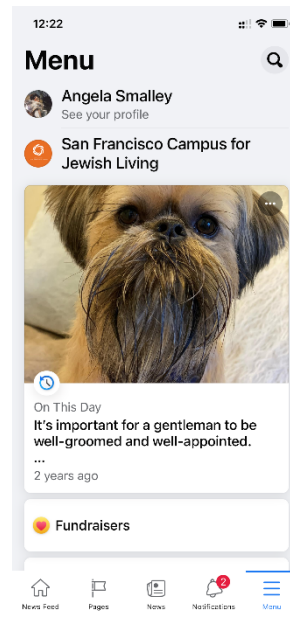 12:22
Menu
Angela Smalley
See your profile
San Francisco Campus for
Jewish Living
...
On This Day
It's important for a gentleman to be
well-groomed and well-appointed.
...
2 years ago
Fundraisers
2
News Feed
Pages
News
Notifications
Menu